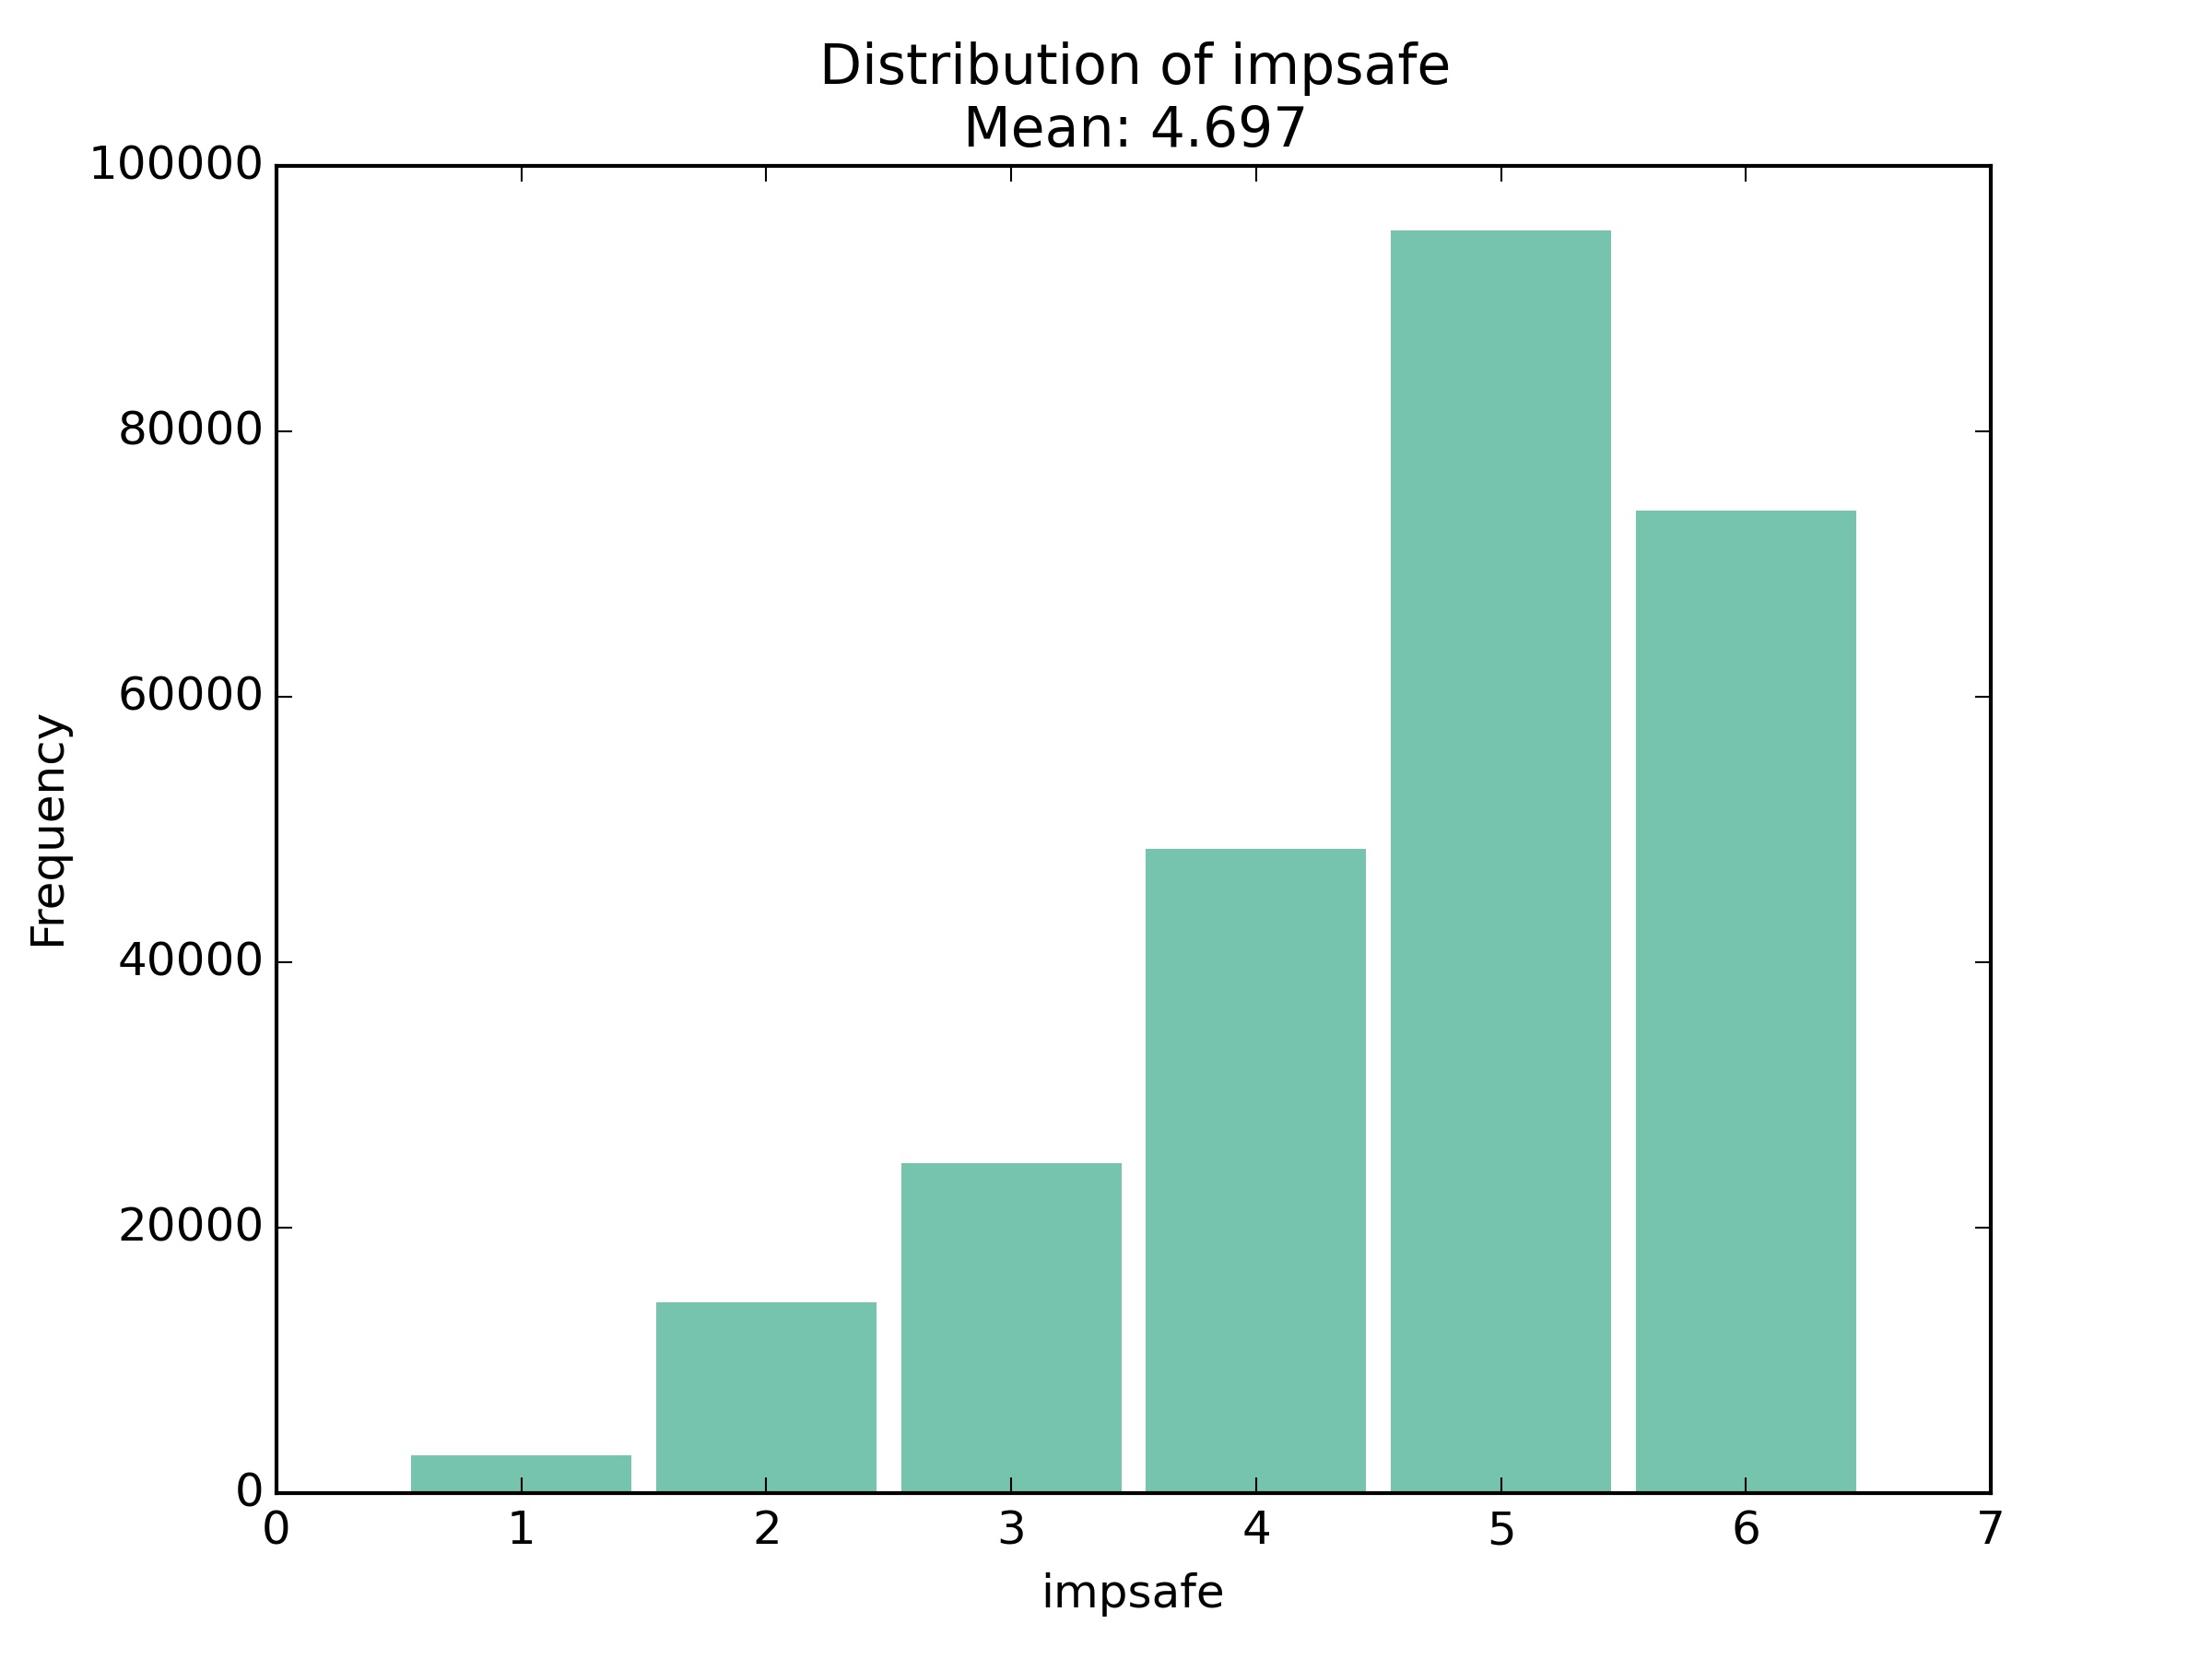 Distribution of impsafe
Mean: 4.697
100000
80000
60000
40000
20000
0
Frequency
0 1 2 3 4 5 6 7
impsafe